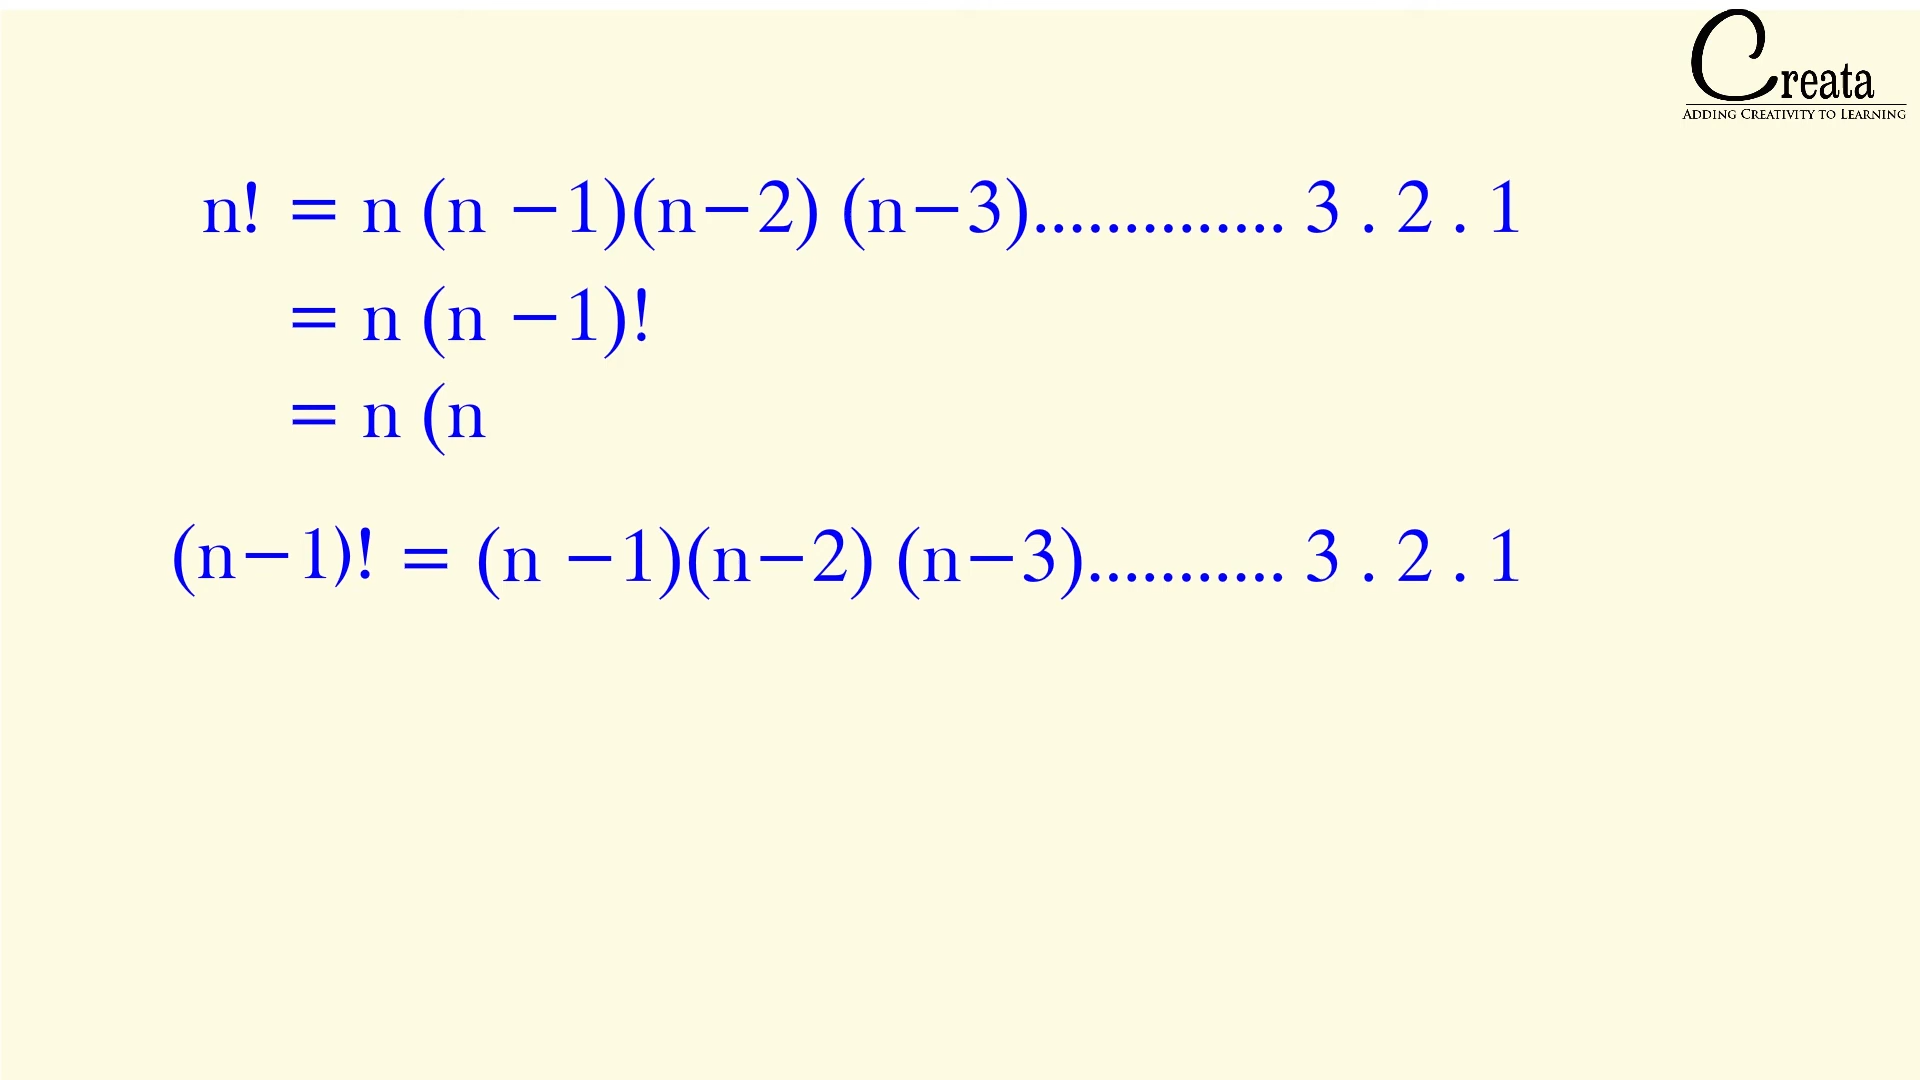 Creata
ADDING CREATIVITY TO LEARNING
n! = n (n −1)(n−2) (n−3).............. 3 . 2 . 1
= n (n −1)!
= n (n
(n−1)! = (n −1)(n−2) (n−3)........... 3 . 2 . 1